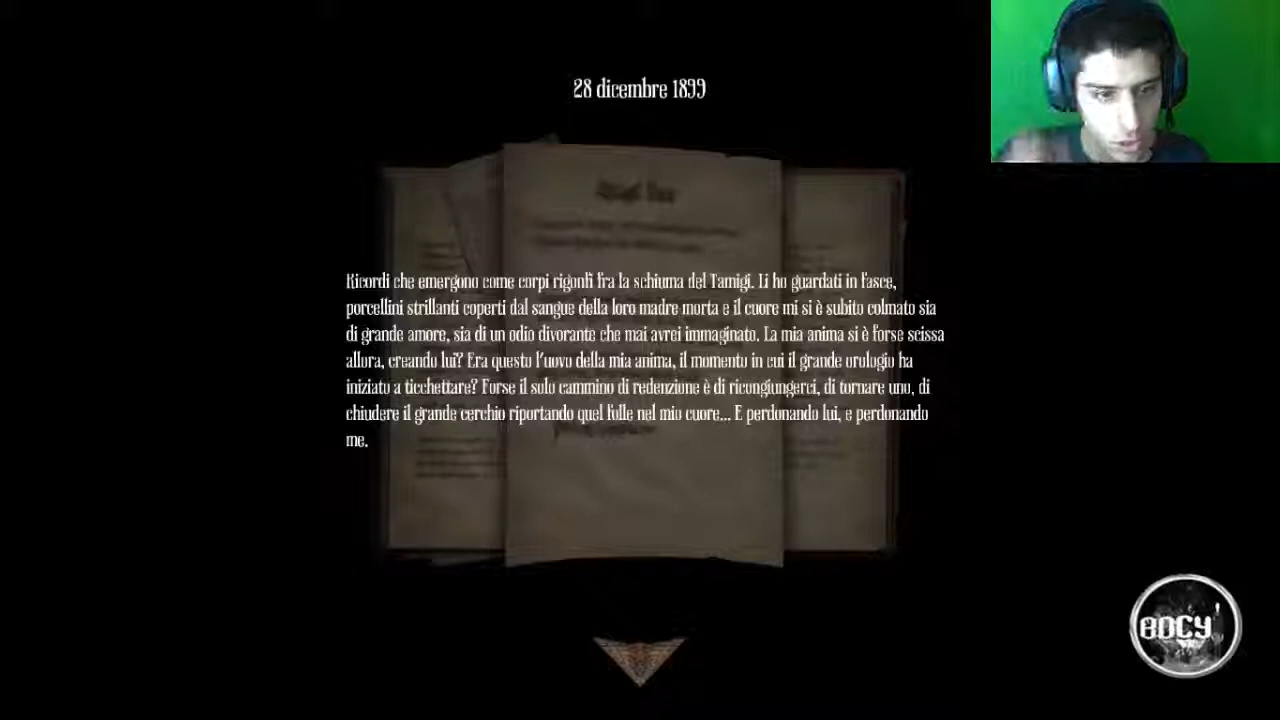 28 dicembre 1899
Ricordi che emergono come corpi rigonfi fra la schiuma del Tamigi. Li ho guardati in fasce,
porcellini strillanti coperti dal sangue della loro madre morta e il cuore mi si è subito colmato sia
di grande amore, sia di un odio divorante che mai avrei immaginato. La mia anima si è forse scissa
allora, creando lui? Era questo l'uovo della mia anima, il momento in cui il grande orologio ha
iniziato a ticchettare? Forse il solo cammino di redenzione è di ricongiungerci, di tornare uno, di
chiudere il grande cerchio riportando quel folle nel mio cuore... E perdonando lui, e perdonando
me.
BDCY'